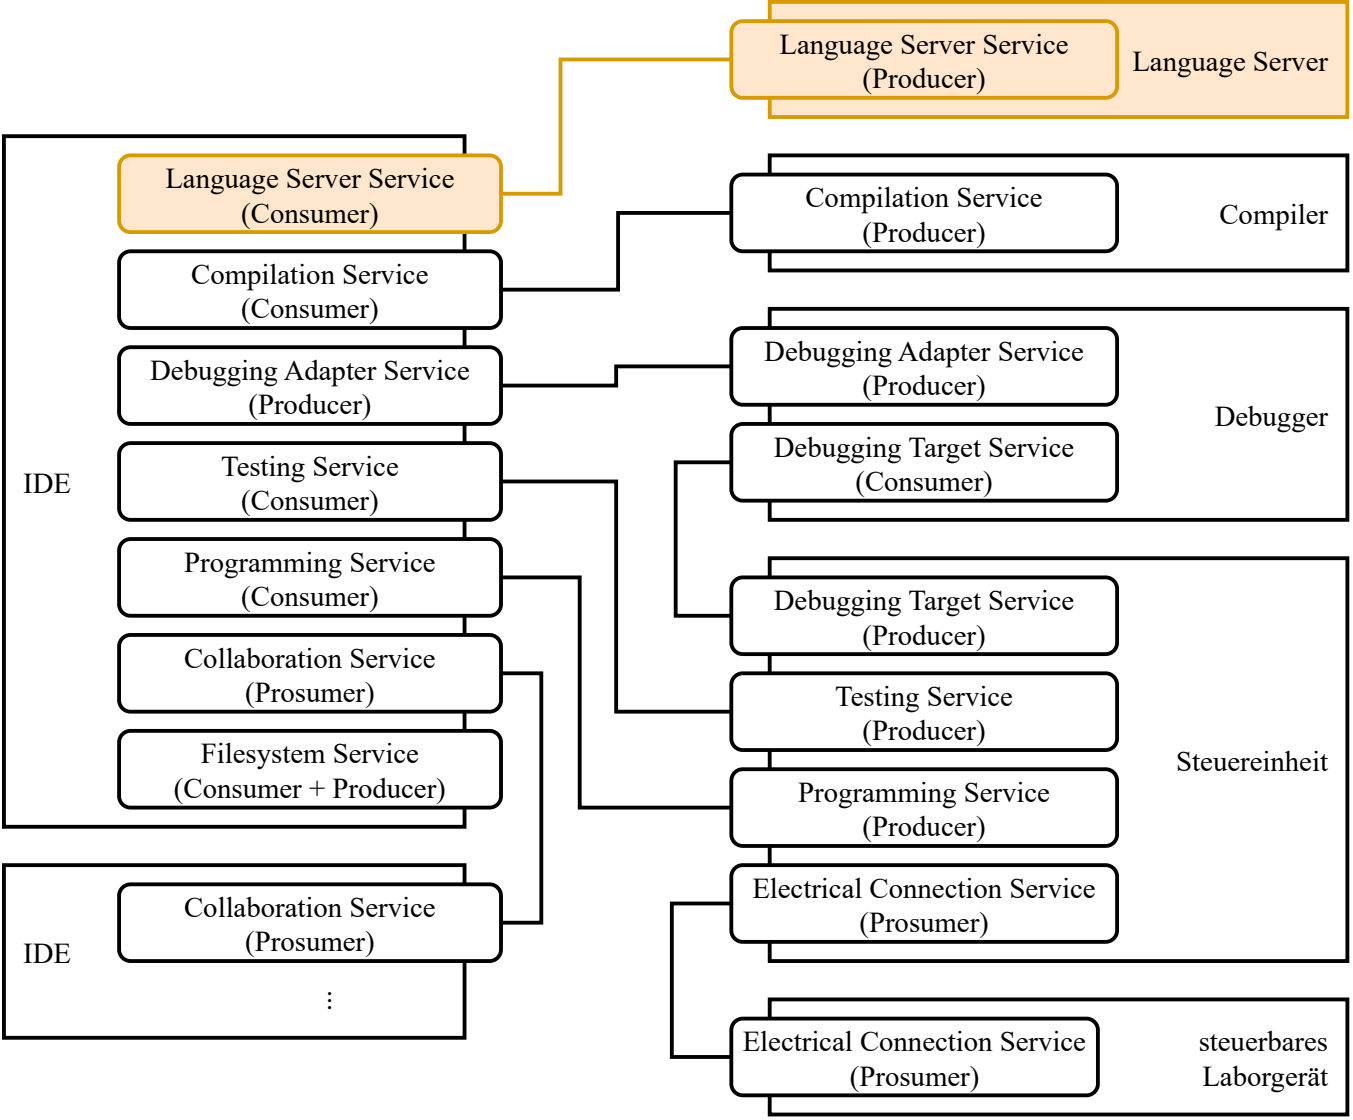 Language Server Service
(Producer)
Language Server
IDE
Language Server Service
(Consumer)
Compilation Service
(Consumer)
Debugging Adapter Service
(Producer)
Testing Service
(Consumer)
Programming Service
(Consumer)
Collaboration Service
(Prosumer)
Filesystem Service
(Consumer + Producer)
IDE
Collaboration Service
(Prosumer)
⋮
Compilation Service
(Producer)
Compiler
Debugging Adapter Service
(Producer)
Debugging Target Service
(Consumer)
Debugger
Debugging Target Service
(Producer)
Testing Service
(Producer)
Programming Service
(Producer)
Electrical Connection Service
(Prosumer)
Steuereinheit
Electrical Connection Service
(Prosumer)
steuerbares
Laborgerät